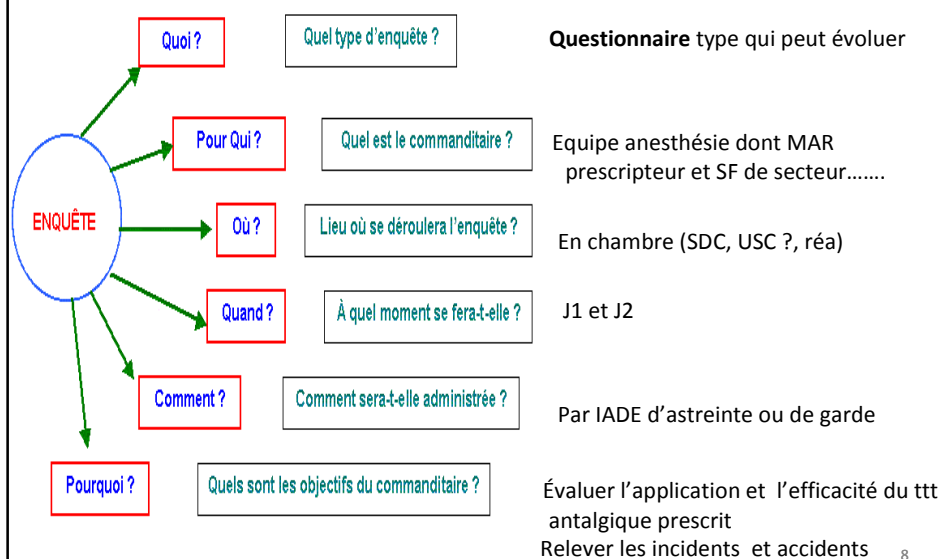 Quoi ? Quel type d'enquête ? Questionnaire type qui peut évoluer
Pour Qui ? Quel est le commanditaire ? Equipe anesthésie dont MAR
prescripteur et SF de secteur.......
ENQUÊTE Où ? Lieu où se déroulera l'enquête ? En chambre (SDC, USC ?, réa)
Quand ? À quel moment se fera-t-elle ? J1 et J2
Comment ? Comment sera-t-elle administrée ? Par IADE d'astreinte ou de garde
Pourquoi ? Quels sont les objectifs du commanditaire ? Évaluer l'application et l'efficacité du ttt
antalgique prescrit
Relever les incidents et accidents 8